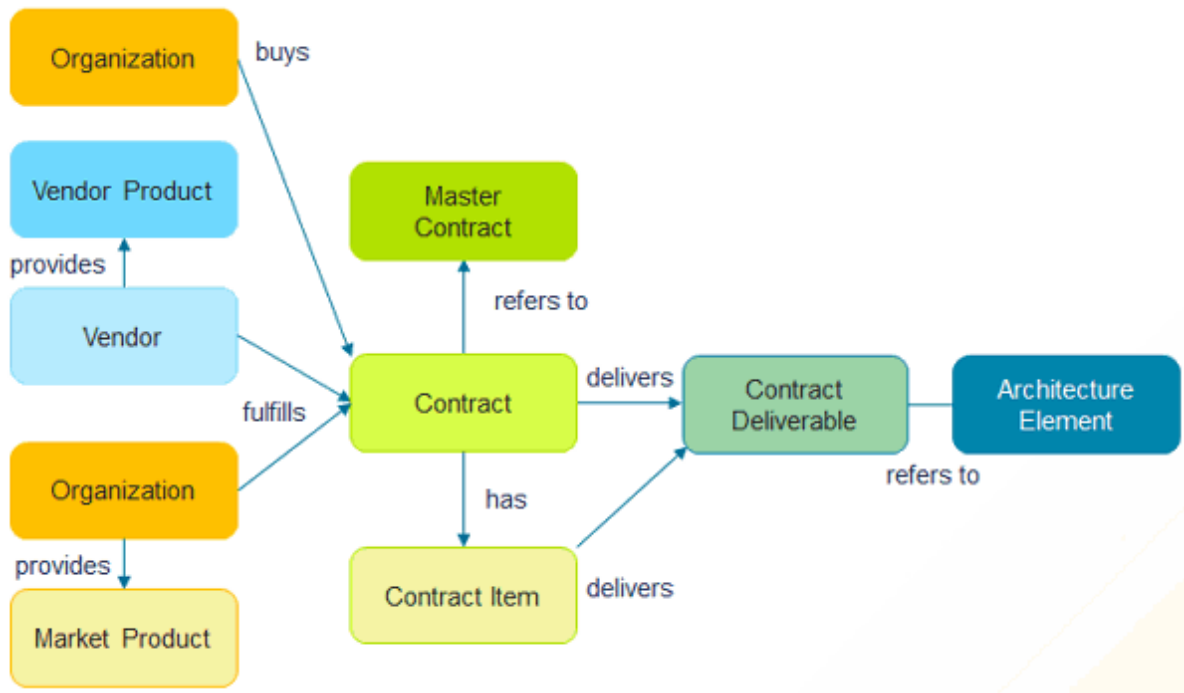 Organization
buys
Vendor Product
Master
Contract
provides
refers to
Vendor
delivers
Contract
Contract
Deliverable
Architecture
Element
fulfills
Organization
refers to
has
provides
Contract Item
delivers
Market Product